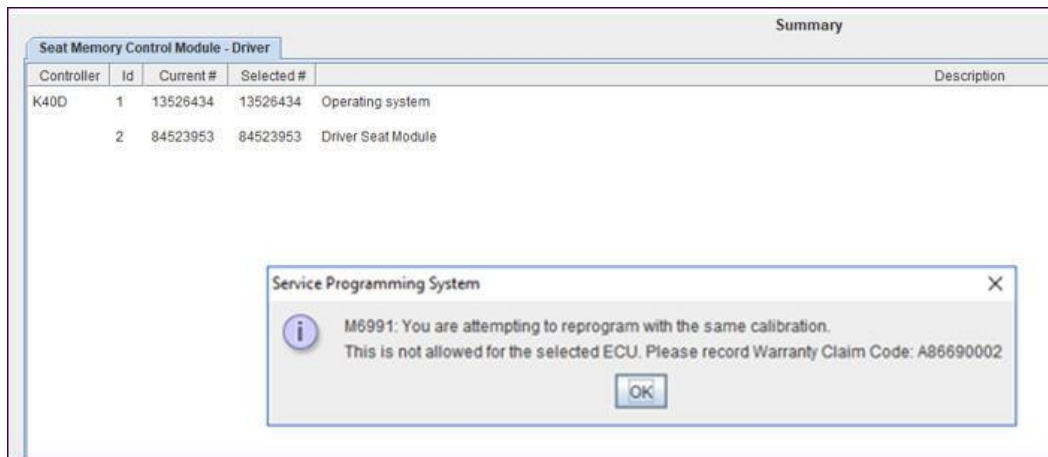 Summary
Seat Memory Control Module - Driver
Controller Id Current # Selected # Description
K40D 1 13526434 13526434 Operating system
2 84523953 84523953 Driver Seat Module
Service Programming System
M6991: You are attempting to reprogram with the same calibration.
This is not allowed for the selected ECU. Please record Warranty Claim Code: A86690002
OK